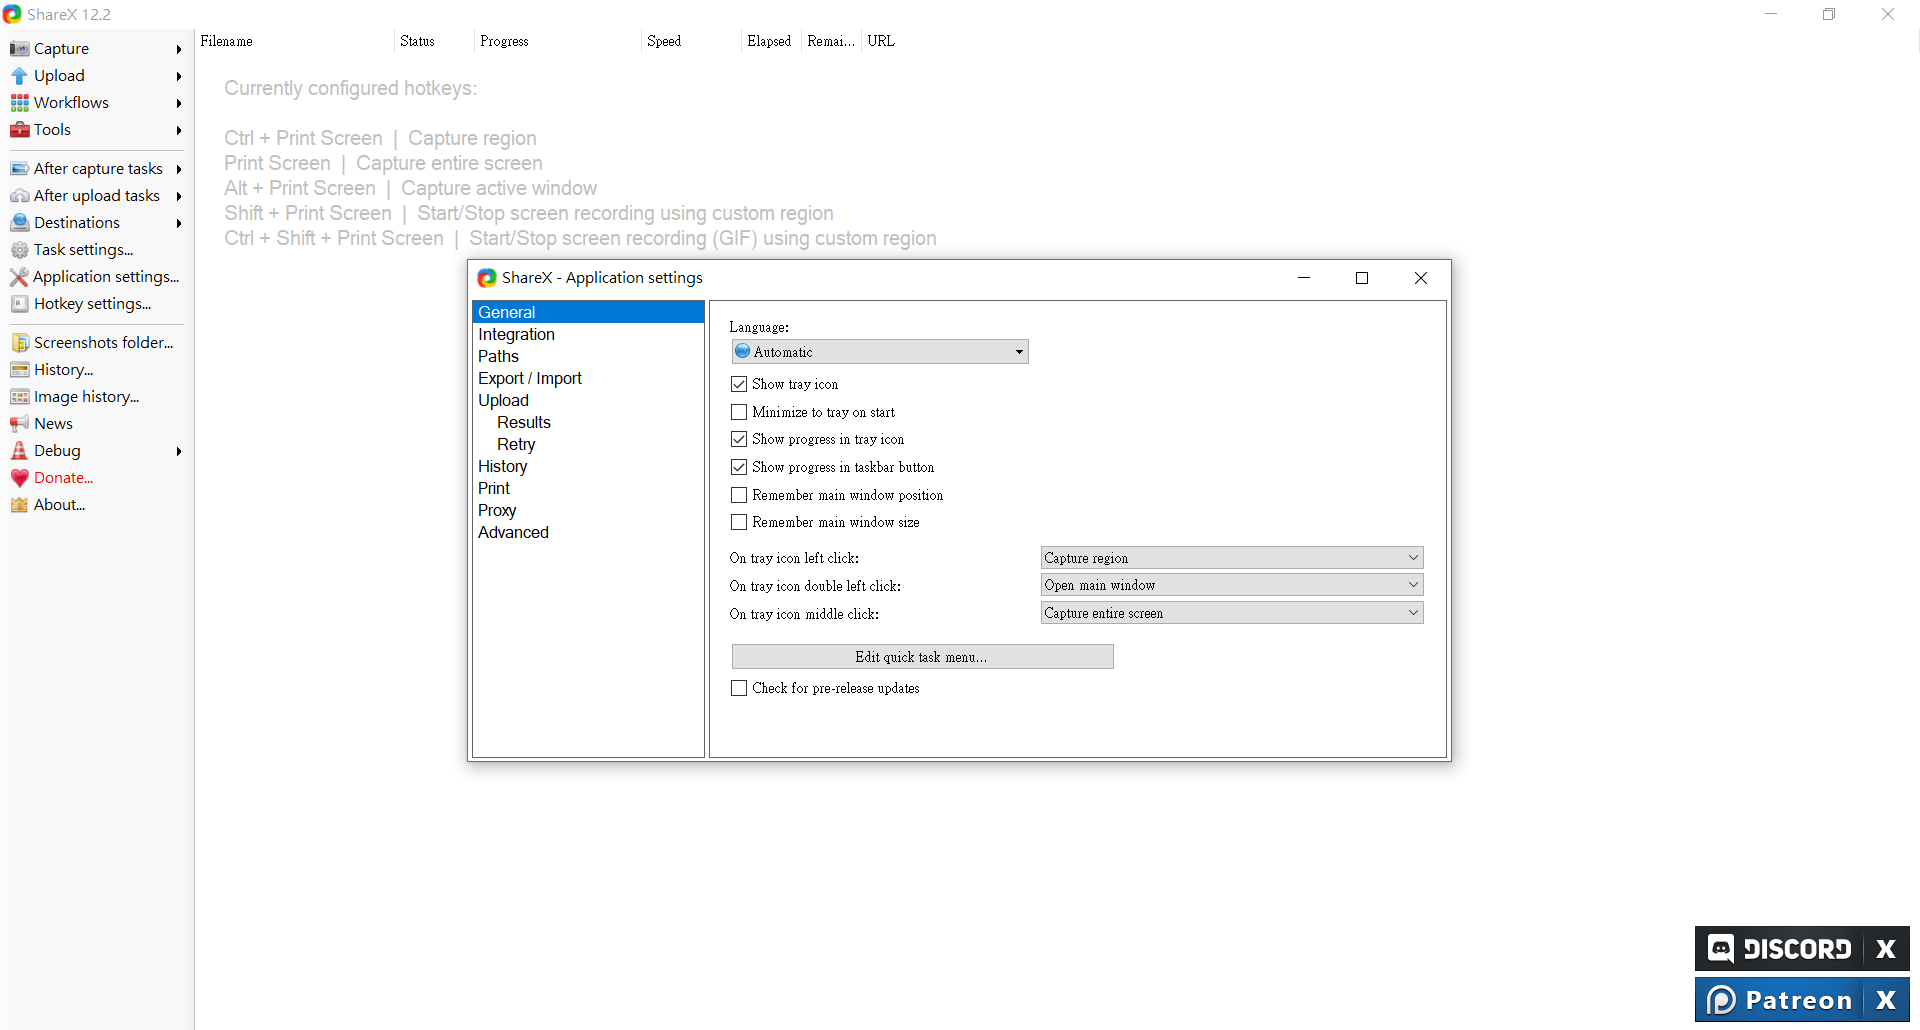 ShareX 12.2
Capture
Upload
Workflows
Tools
After capture tasks
After upload tasks
Destinations
Task settings...
Application settings...
Hotkey settings...
Screenshots folder...
History...
Image history...
News
Debug
Donate...
About...
Filename Status Progress Speed Elapsed Remai... URL
Currently configured hotkeys:
Ctrl + Print Screen | Capture region
Print Screen | Capture entire screen
Alt + Print Screen | Capture active window
Shift + Print Screen | Start/Stop screen recording using custom region
Ctrl + Shift + Print Screen | Start/Stop screen recording (GIF) using custom region
ShareX - Application settings
General
Integration
Paths
Export / Import
Upload
Results
Retry
History
Print
Proxy
Advanced
Language:
Automatic
Show tray icon
Minimize to tray on start
Show progress in tray icon
Show progress in taskbar button
Remember main window position
Remember main window size
On tray icon left click: Capture region
On tray icon double left click: Open main window
On tray icon middle click: Capture entire screen
Edit quick task menu...
Check for pre-release updates
DISCORD X
Patreon X